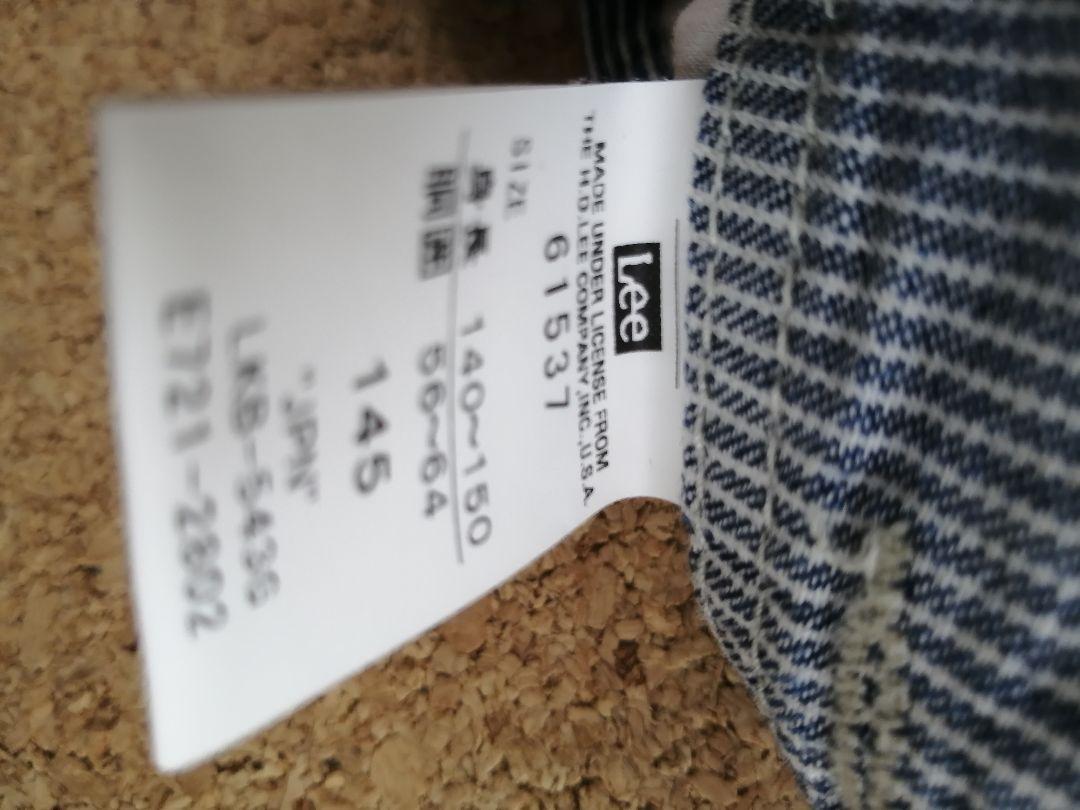 Lee
MADE UNDER LICENSE FROM
THE H.D.LEE COMPANY,INC.,U.S.A.
61537
SIZE
身長 140~150
胴囲 56~64
145
"JPN"
LKB-5436
E721-2802